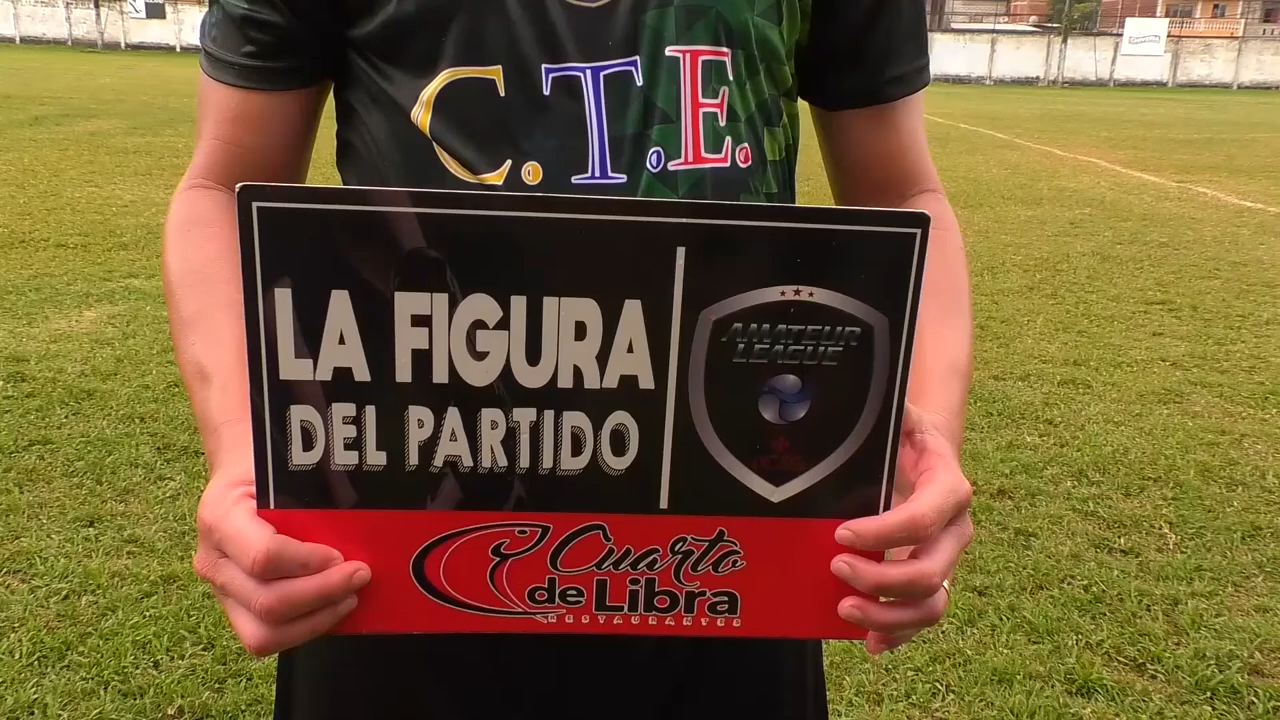 C.T.E.
LA FIGURA
DEL PARTIDO
AMATEUR
LEAGUE
Cuarto
de Libra
RESTAURANTES